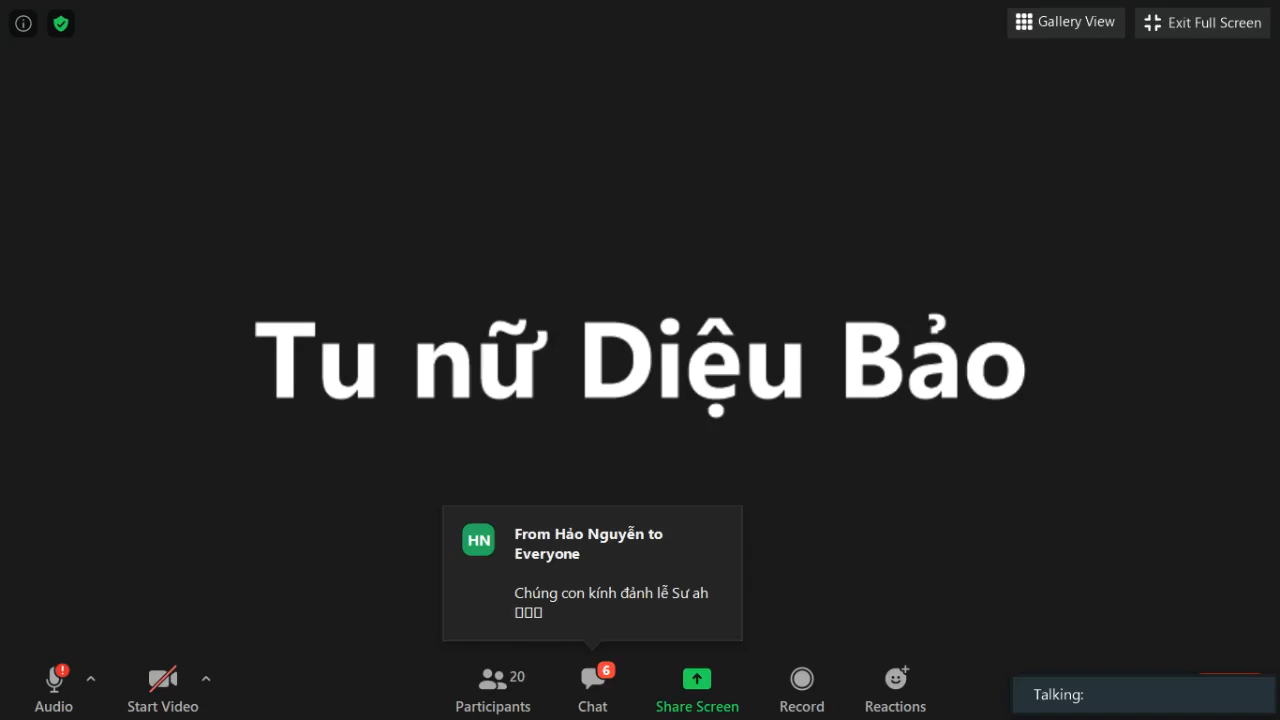 Gallery View
Exit Full Screen
Tu nữ Diệu Bảo
HN
From Hảo Nguyễn to
Everyone
Chúng con kính đảnh lễ Sư ah
Audio
Start Video
Participants
20
Chat
6
Share Screen
Record
Reactions
Talking: